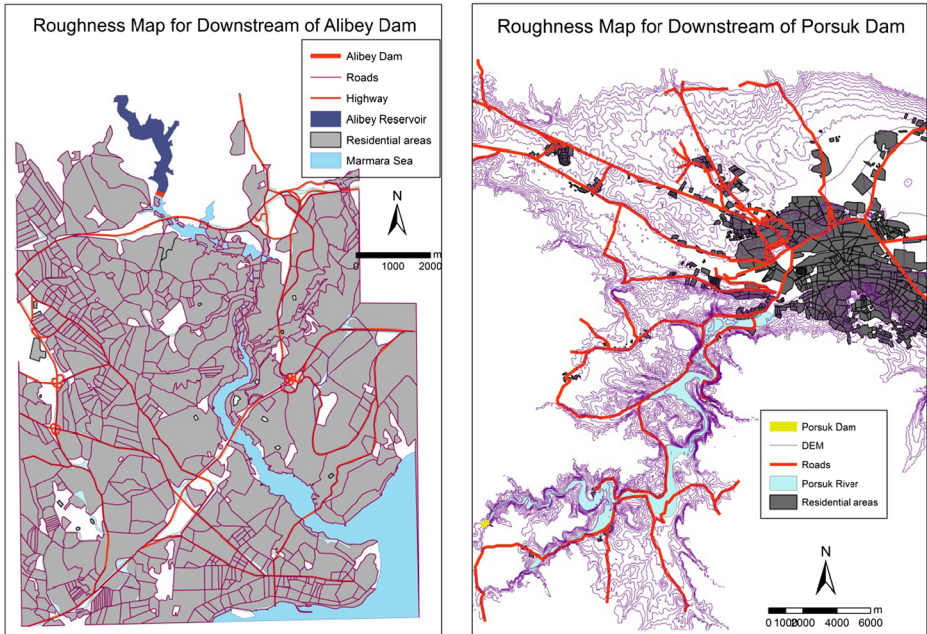 Roughness Map for Downstream of Alibey Dam
Alibey Dam
Roads
Highway
Alibey Reservoir
Residential areas
Marmara Sea
N
m
0 1000 2000
Roughness Map for Downstream of Porsuk Dam
Porsuk Dam
DEM
Roads
Porsuk River
Residential areas
N
m
0 1000 2000 4000 6000